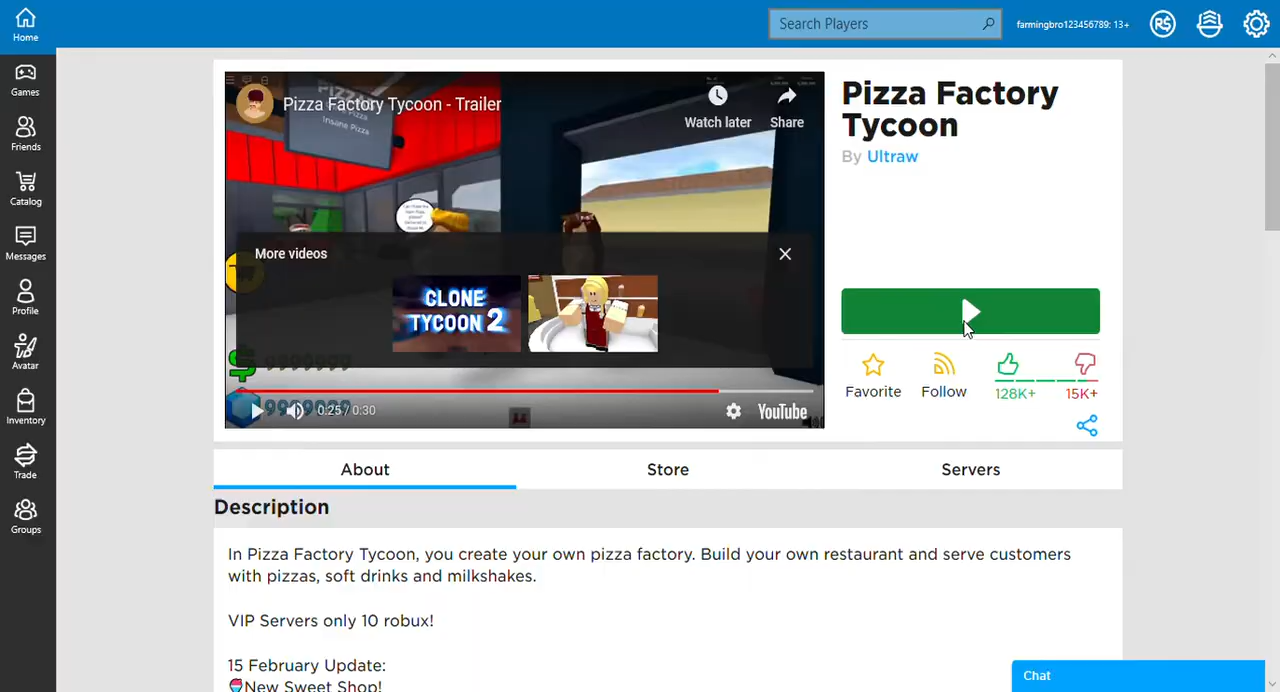 Home
Search Players
farmingbro123456789: 13+
R$
Games
Friends
Catalog
Messages
Profile
Avatar
Inventory
Trade
Groups
Pizza Factory Tycoon - Trailer
Watch later
Share
Insane Pizza
More videos
CLONE
TYCOON 2
9999999
9999999
0:25 / 0:30
YouTube
Pizza Factory
Tycoon
By Ultraw
Favorite
Follow
128K+
15K+
About
Store
Servers
Description
In Pizza Factory Tycoon, you create your own pizza factory. Build your own restaurant and serve customers
with pizzas, soft drinks and milkshakes.
VIP Servers only 10 robux!
15 February Update:
New Sweet Shop!
Chat